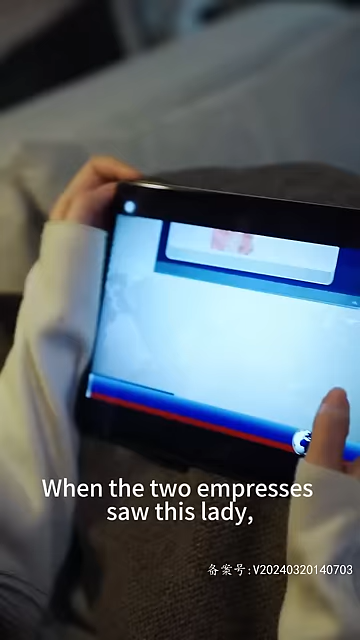 When the two empresses
saw this lady,
备案号:V20240320140703